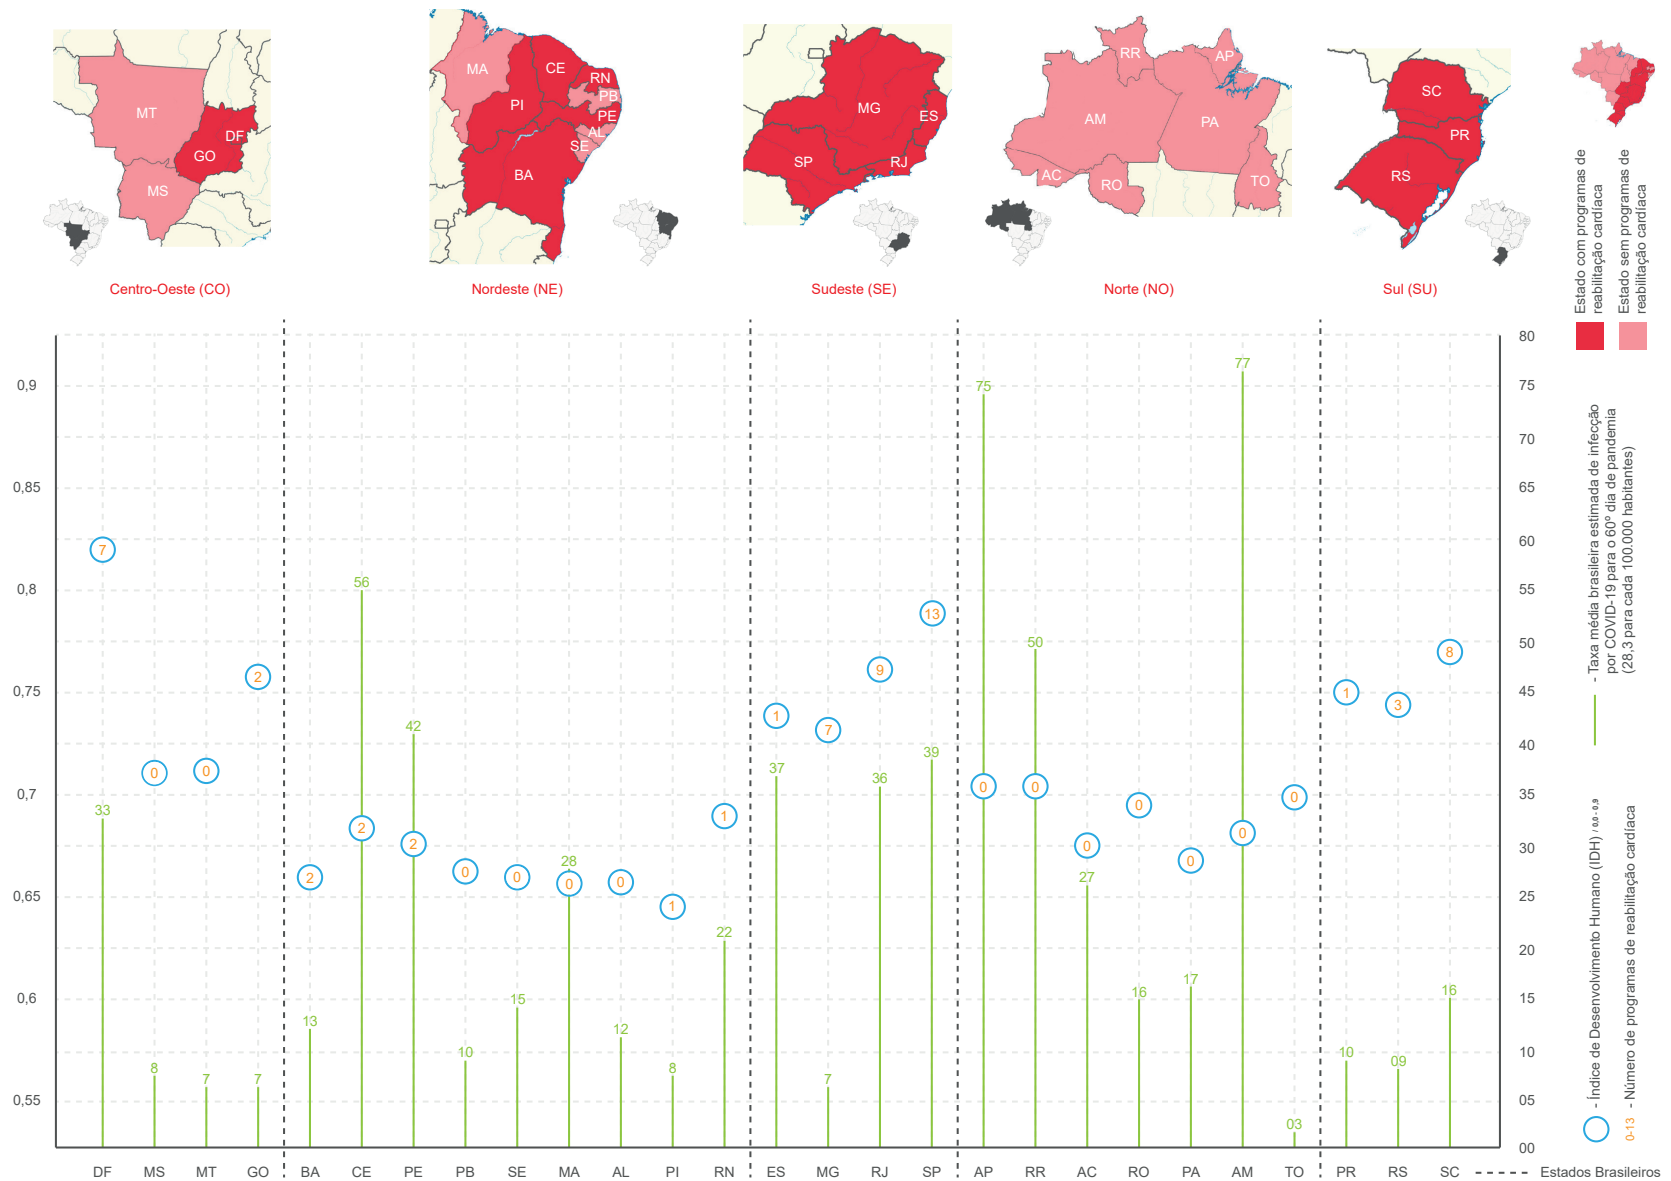 MT
DF
GO
MS
MA
CE
RN
PB
PI
PE
AL
SE
BA
MG
ES
SP
RJ
RR
AP
AM
PA
AC
RO
TO
SC
PR
RS
Centro-Oeste (CO)
Nordeste (NE)
Sudeste (SE)
Norte (NO)
Sul (SU)
Estado com programas de
reabilitação cardíaca
Estado sem programas de
reabilitação cardíaca
- Taxa média brasileira estimada de infecção
por COVID-19 para o 60º dia de pandemia
(28,3 para cada 100.000 habitantes)
- Índice de Desenvolvimento Humano (IDH) / 0,0 - 0,9
0-13 - Número de programas de reabilitação cardíaca
0,9
0,85
0,8
0,75
0,7
0,65
0,6
0,55
80
75
70
65
60
55
50
45
40
35
30
25
20
15
10
05
00
7
33
0
8
0
7
2
7
2
13
56
2
42
2
0
10
0
15
28
0
0
12
1
8
1
22
1
37
7
7
9
36
13
39
75
0
50
0
0
27
0
16
0
17
77
0
0
03
1
10
3
09
8
16
DF MS MT GO BA CE PE PB SE MA AL PI RN ES MG RJ SP AP RR AC RO PA AM TO PR RS SC Estados Brasileiros